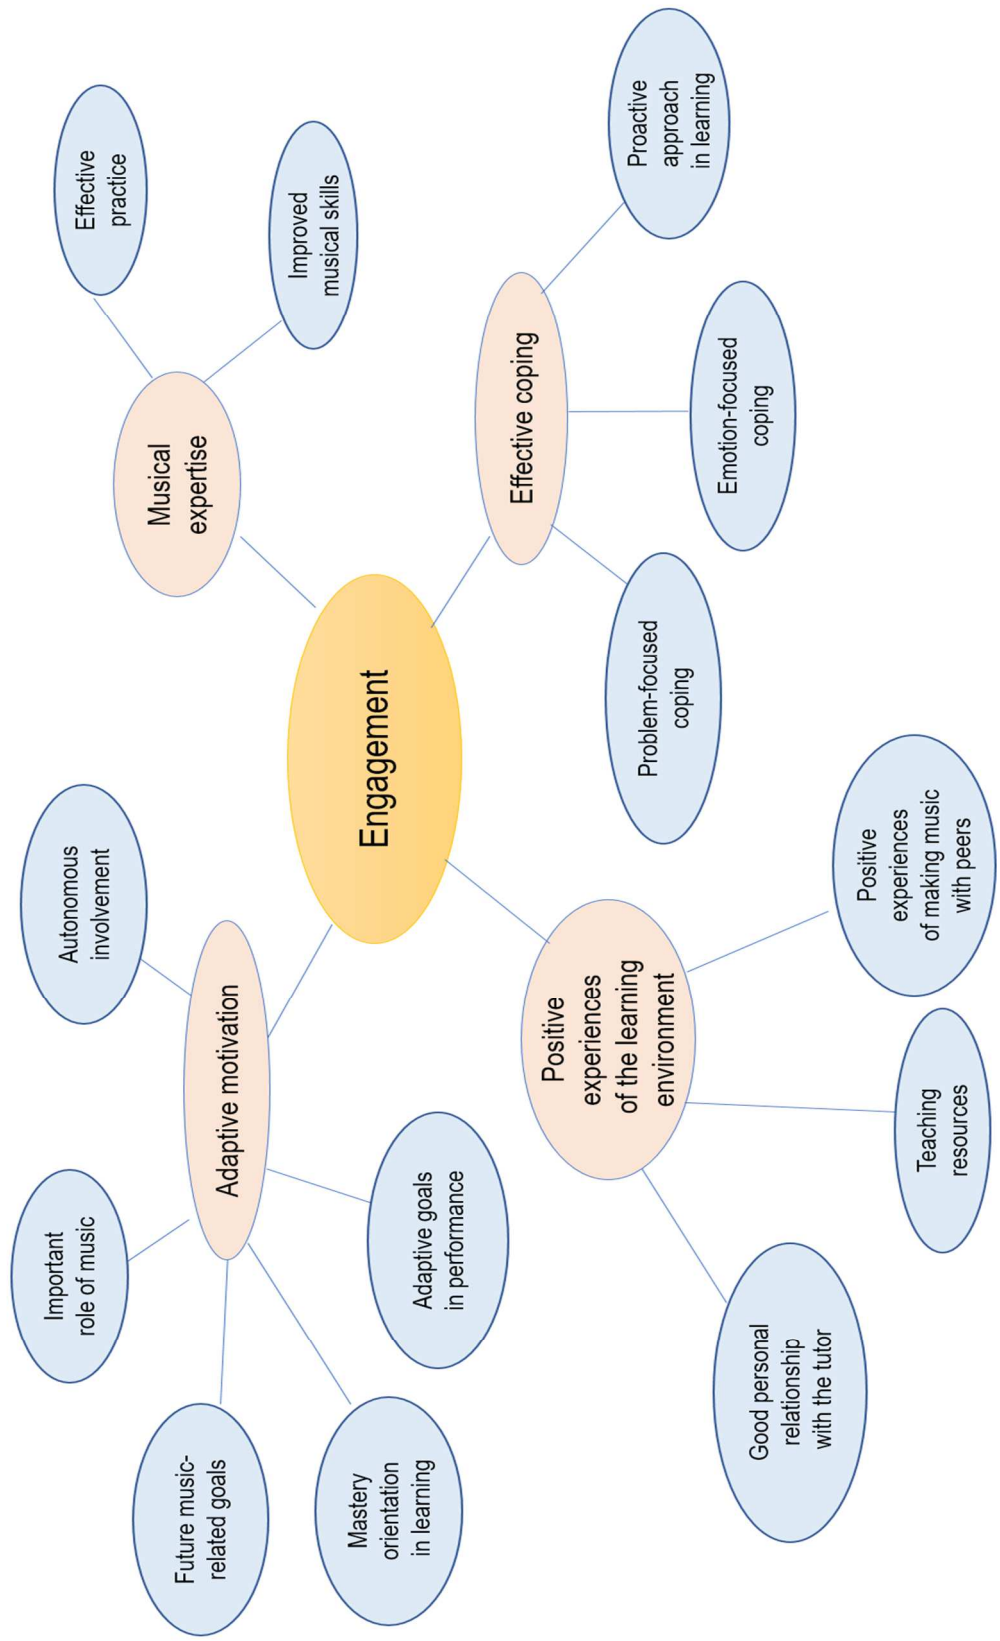 Important
role of music
Autonomous
involvement
Effective
practice
Musical
expertise
Future music-
related goals
Adaptive motivation
Improved
musical skills
Engagement
Mastery
orientation
in learning
Adaptive goals
in performance
Effective coping
Positive
experiences
of the learning
environment
Problem-focused
coping
Proactive
approach
in learning
Emotion-focused
coping
Good personal
relationship
with the tutor
Teaching
resources
Positive
experiences
of making music
with peers